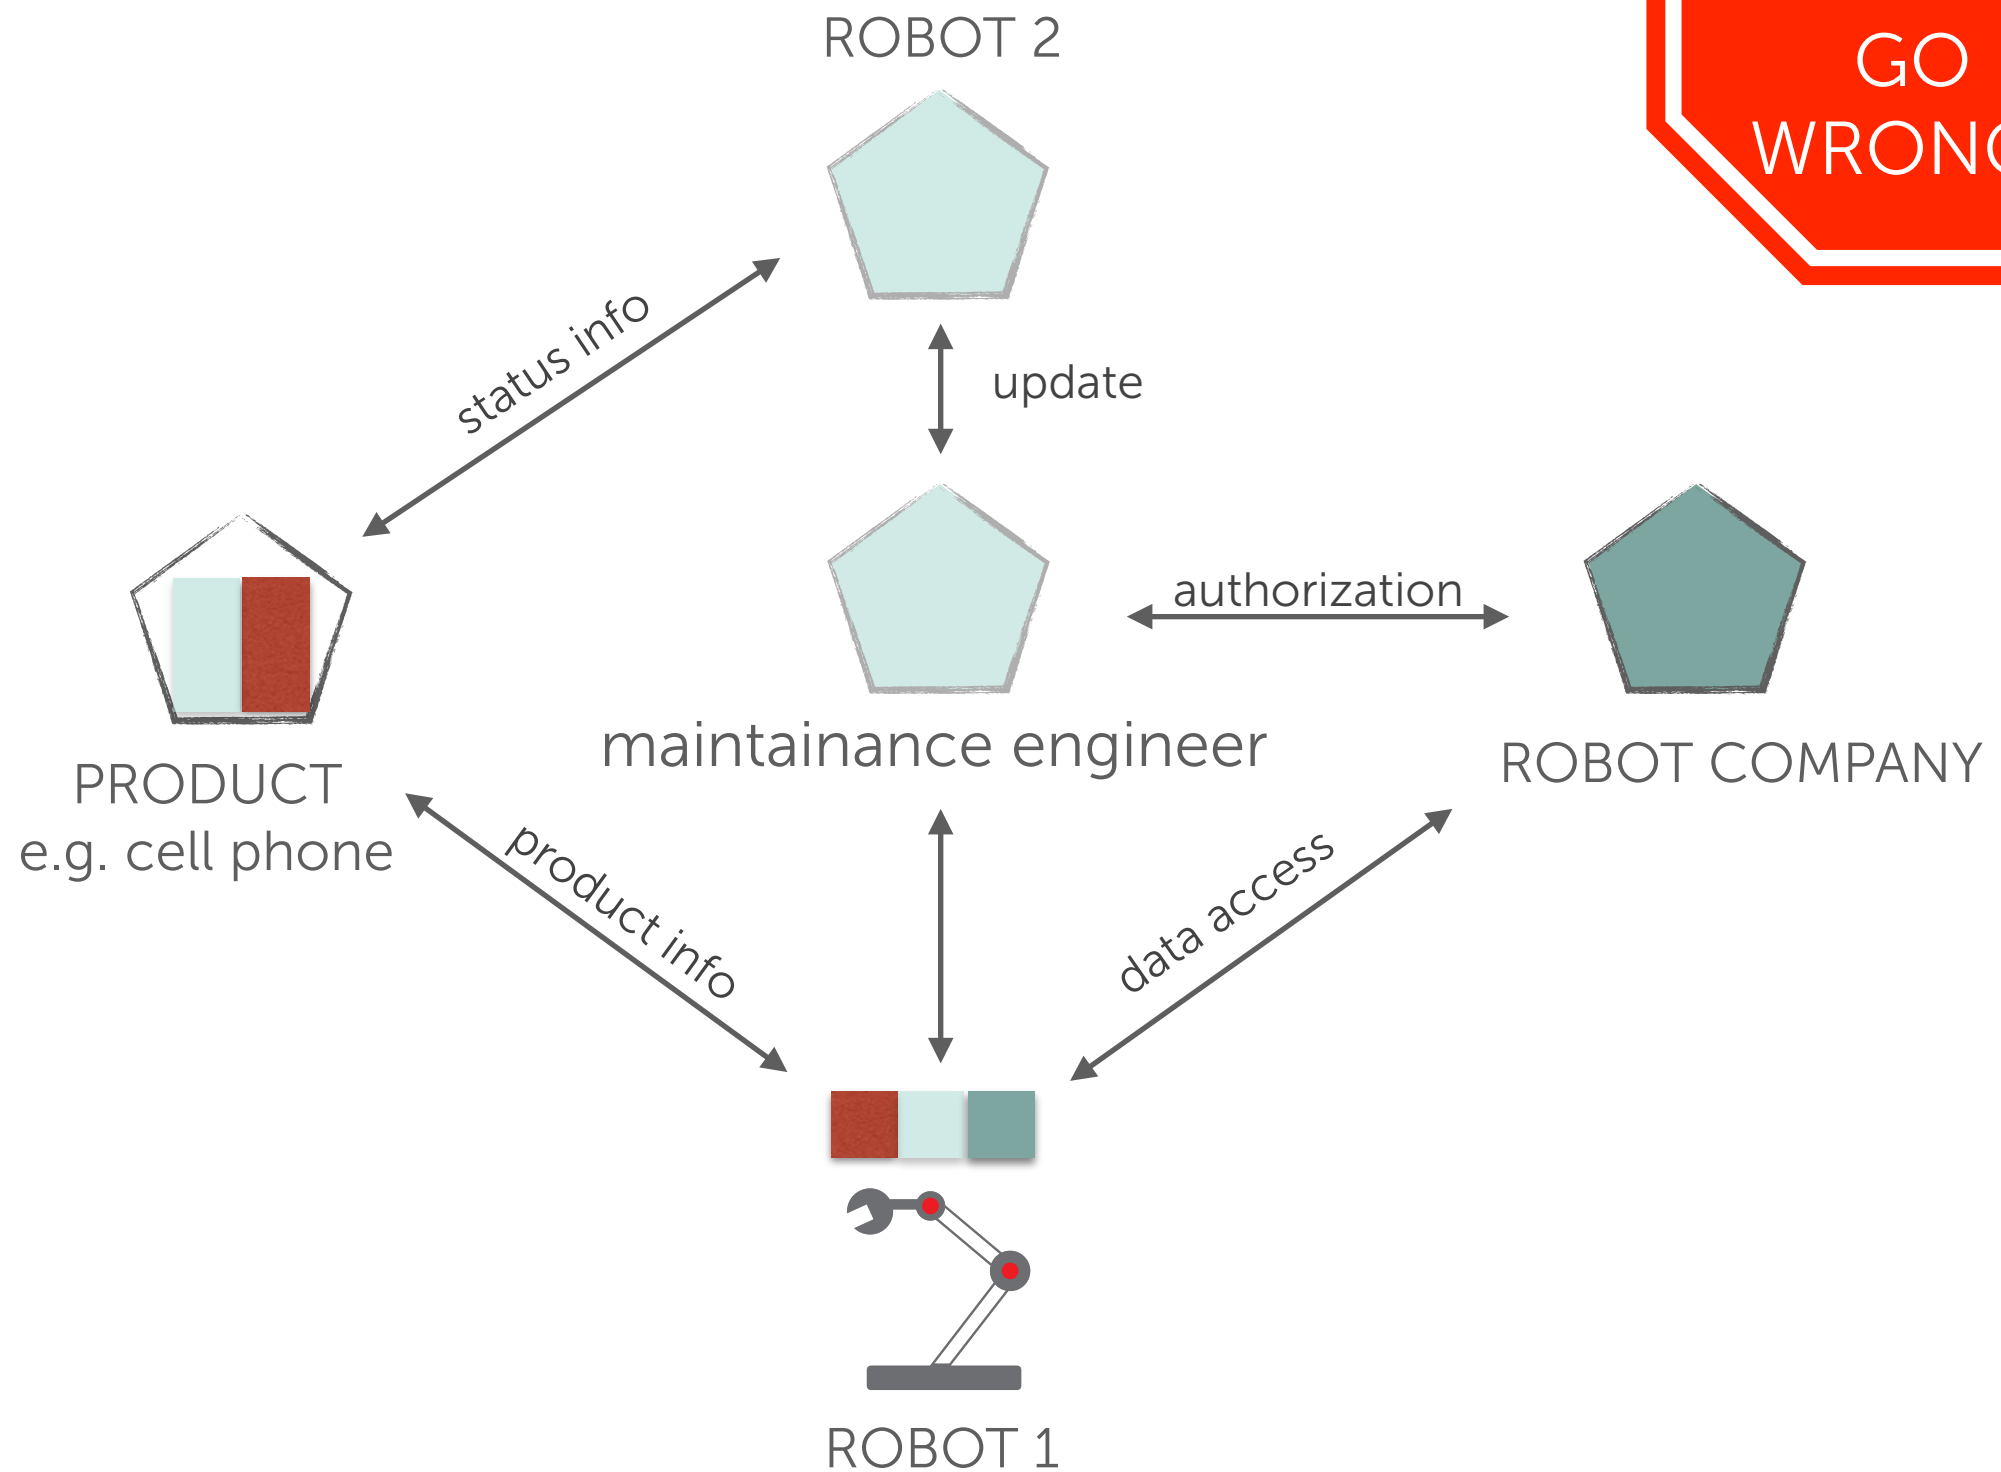 ROBOT 2
GO
WRONG
status info
update
authorization
maintainance engineer
ROBOT COMPANY
PRODUCT
e.g. cell phone
product info
data access
ROBOT 1